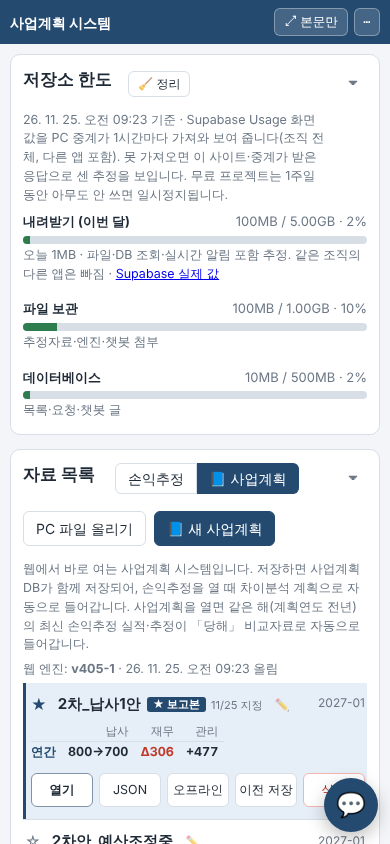 사업계획 시스템
⤢ 본문만
⋯
저장소 한도
🧹 정리
26. 11. 25. 오전 09:23 기준 · Supabase Usage 화면
값을 PC 중계가 1시간마다 가져와 보여 줍니다(조직 전
체, 다른 앱 포함). 못 가져오면 이 사이트·중계가 받은
응답으로 센 추정을 보입니다. 무료 프로젝트는 1주일
동안 아무도 안 쓰면 일시정지됩니다.
내려받기 (이번 달) 100MB / 5.00GB · 2%
오늘 1MB · 파일·DB 조회·실시간 알림 포함 추정. 같은 조직의
다른 앱은 빠짐 · Supabase 실제 값
파일 보관 100MB / 1.00GB · 10%
추정자료·엔진·챗봇 첨부
데이터베이스 10MB / 500MB · 2%
목록·요청·챗봇 글
자료 목록
손익추정 📘 사업계획
PC 파일 올리기 📘 새 사업계획
웹에서 바로 여는 사업계획 시스템입니다. 저장하면 사업계획
DB가 함께 저장되어, 손익추정을 열 때 차이분석 계획으로 자
동으로 들어갑니다. 사업계획을 열면 같은 해(계획연도 전년)
의 최신 손익추정 실적·추정이 「당해」 비교자료로 자동으로
들어갑니다.
웹 엔진: v405-1 · 26. 11. 25. 오전 09:23 올림
★ 2차_납사1안 ★ 보고본 11/25 지정 ✏️ 2027-01
납사 재무 관리
연간 800→700 Δ306 +477
열기 JSON 오프라인 이전 저장
☆ 2차안_예산조정중 ✏️ 2027-01